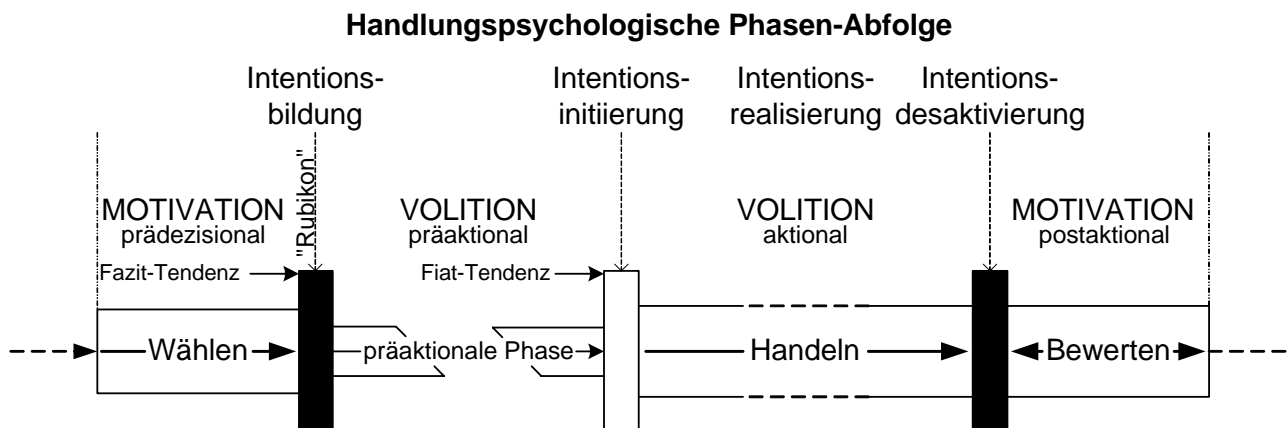 Handlungspsychologische Phasen-Abfolge
Intentions-
bildung
Intentions-
initiierung
Intentions-
realisierung
Intentions-
desaktivierung
"Rubikon"
MOTIVATION
prädezisional
VOLITION
präaktional
VOLITION
aktional
MOTIVATION
postaktional
Fazit-Tendenz
Fiat-Tendenz
Wählen
präaktionale Phase
Handeln
Bewerten